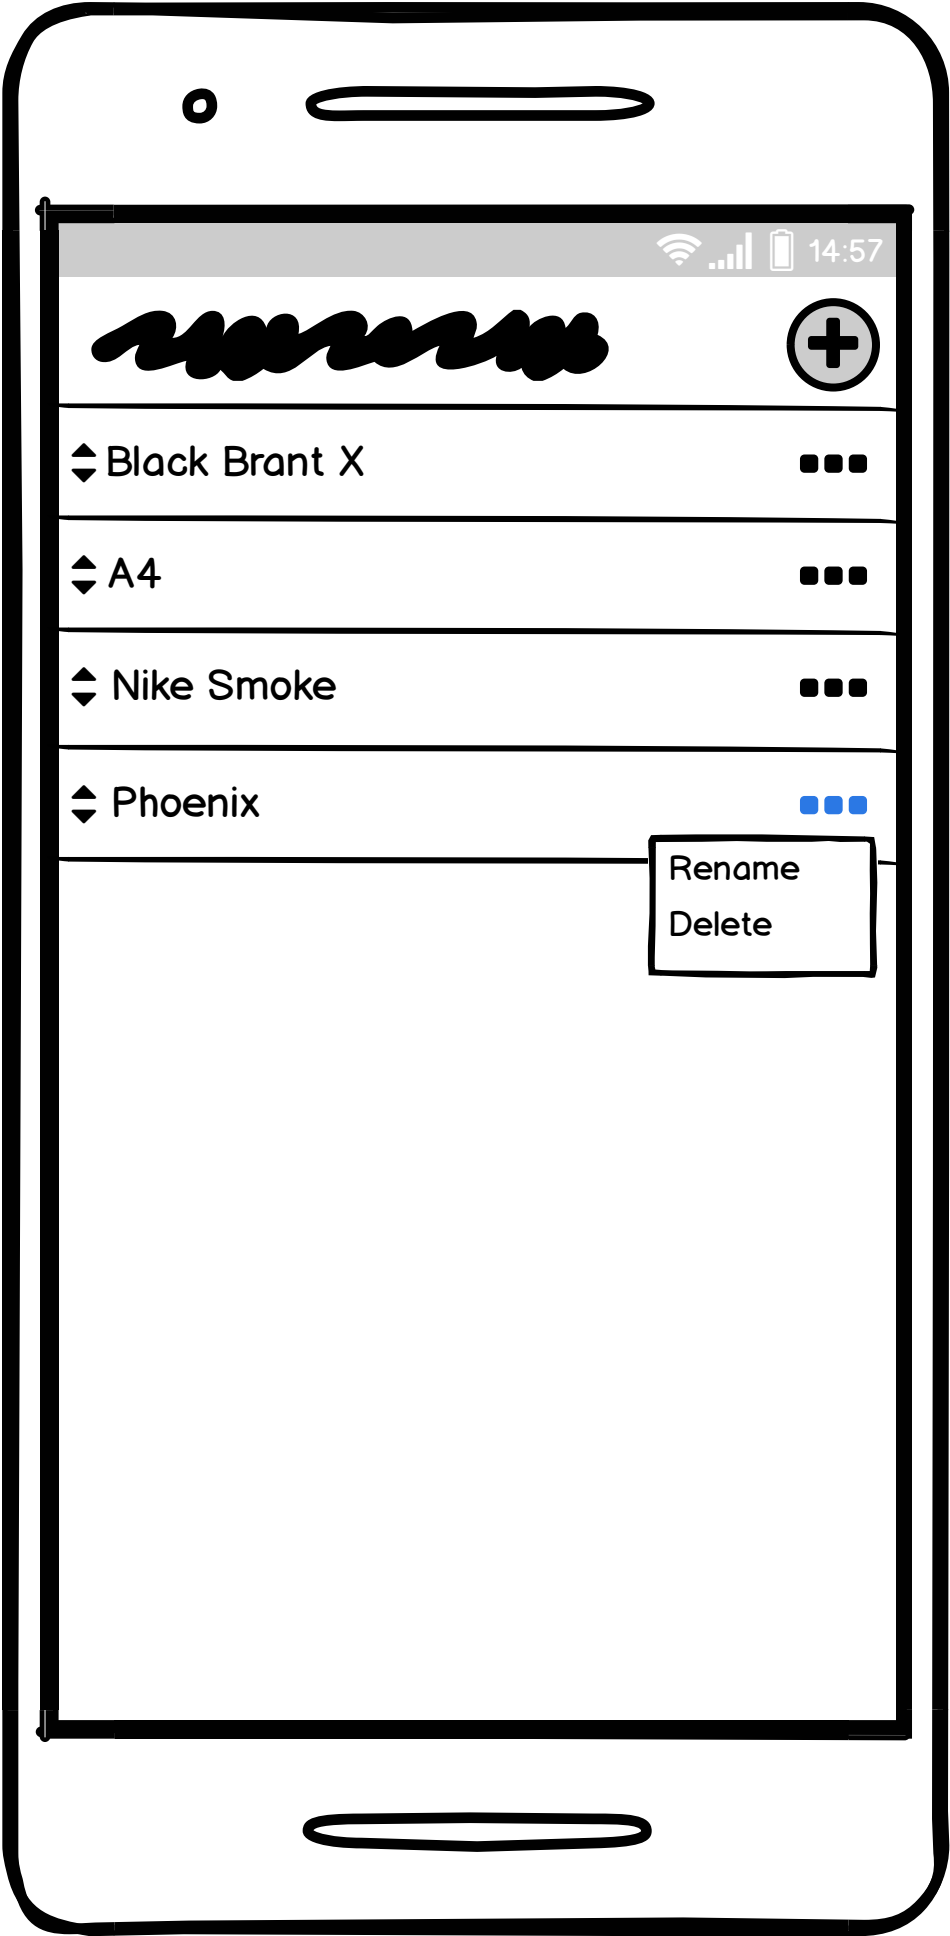 14:57
Black Brant X
A4
Nike Smoke
Phoenix
Rename
Delete